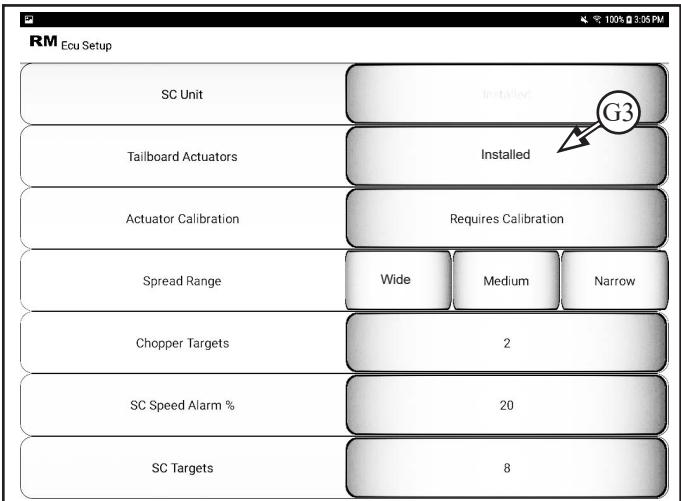 100% 3:05 PM
RM Ecu Setup
SC Unit Installed
G3
Tailboard Actuators Installed
Actuator Calibration Requires Calibration
Spread Range Wide Medium Narrow
Chopper Targets 2
SC Speed Alarm % 20
SC Targets 8